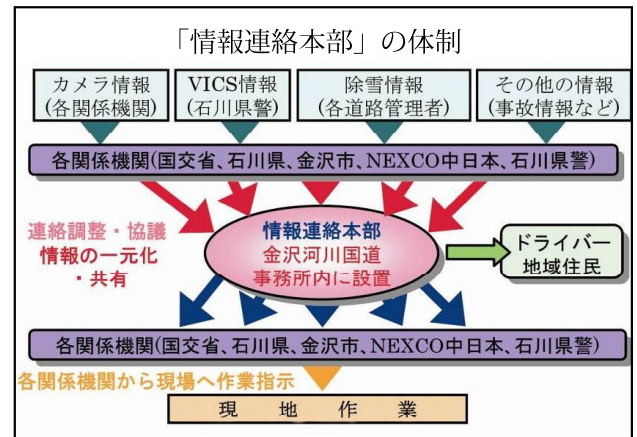 「情報連絡本部」の体制
カメラ情報
(各関係機関)
VICS情報
(石川県警)
除雪情報
(各道路管理者)
その他の情報
(事故情報など)
各関係機関(国交省、石川県、金沢市、NEXCO中日本、石川県警)
連絡調整・協議
情報の一元化
・共有
情報連絡本部
金沢河川国道
事務所内に設置
ドライバー
地域住民
各関係機関(国交省、石川県、金沢市、NEXCO中日本、石川県警)
各関係機関から現場へ作業指示
現地作業